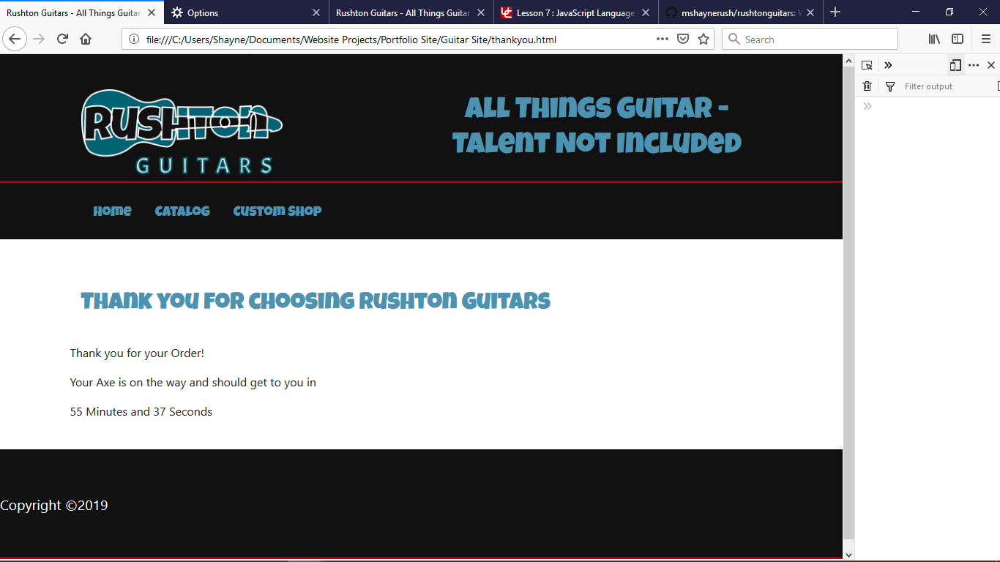 Rushton Guitars - All Things Guitar
Options
Rushton Guitars - All Things Guitar
Lesson 7 : JavaScript Language
mshaynerush/rushtonguitars: W
file:///C:/Users/Shayne/Documents/Website Projects/Portfolio Site/Guitar Site/thankyou.html
Search
Filter output
RUSHTON
GUITARS
All Things Guitar -
Talent Not Included
Home
Catalog
Custom Shop
Thank you for choosing Rushton Guitars
Thank you for your Order!
Your Axe is on the way and should get to you in
55 Minutes and 37 Seconds
Copyright ©2019